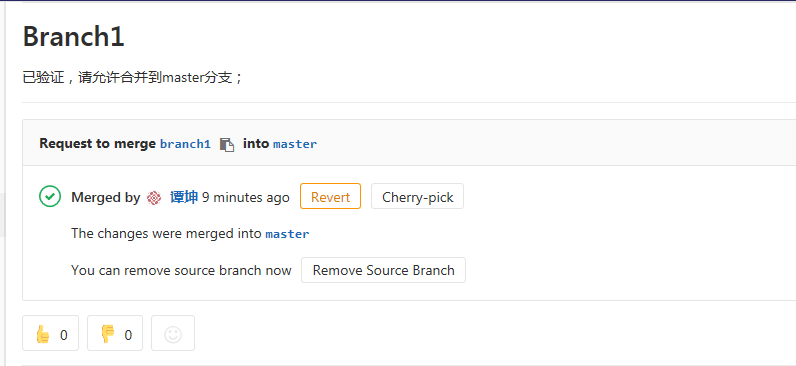 Branch1
已验证，请允许合并到master分支；
Request to merge branch1 into master
Merged by 谭坤 9 minutes ago Revert Cherry-pick
The changes were merged into master
You can remove source branch now Remove Source Branch
0 0